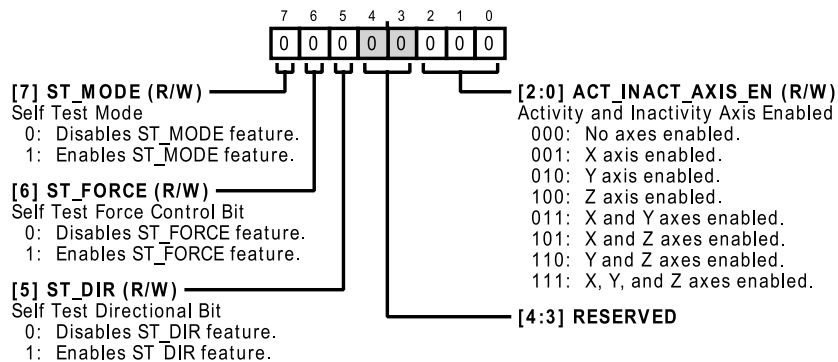 7 6 5 4 3 2 1 0
0 0 0 0 0 0 0 0
[7] ST_MODE (R/W)
Self Test Mode
0: Disables ST_MODE feature.
1: Enables ST_MODE feature.
[6] ST_FORCE (R/W)
Self Test Force Control Bit
0: Disables ST_FORCE feature.
1: Enables ST_FORCE feature.
[5] ST_DIR (R/W)
Self Test Directional Bit
0: Disables ST_DIR feature.
1: Enables ST_DIR feature.
[2:0] ACT_INACT_AXIS_EN (R/W)
Activity and Inactivity Axis Enabled
000: No axes enabled.
001: X axis enabled.
010: Y axis enabled.
100: Z axis enabled.
011: X and Y axes enabled.
101: X and Z axes enabled.
110: Y and Z axes enabled.
111: X, Y, and Z axes enabled.
[4:3] RESERVED